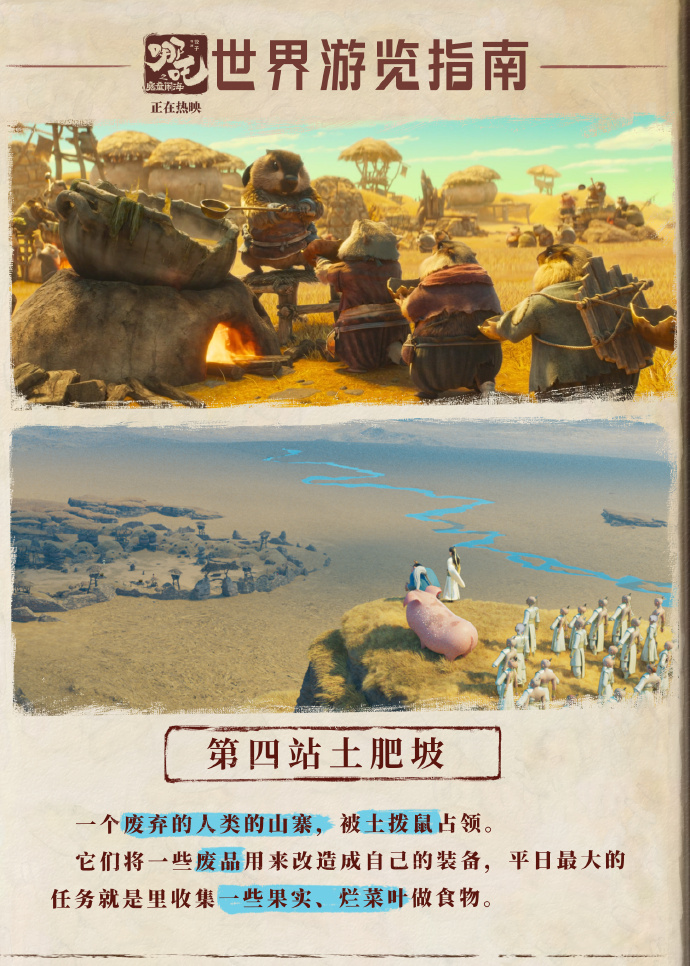 哪吒
之
魔童闹海
世界游览指南
正在热映
第四站土肥坡
一个废弃的人类的山寨，被土拨鼠占领。
它们将一些废品用来改造成自己的装备，平日最大的
任务就是里收集一些果实、烂菜叶做食物。